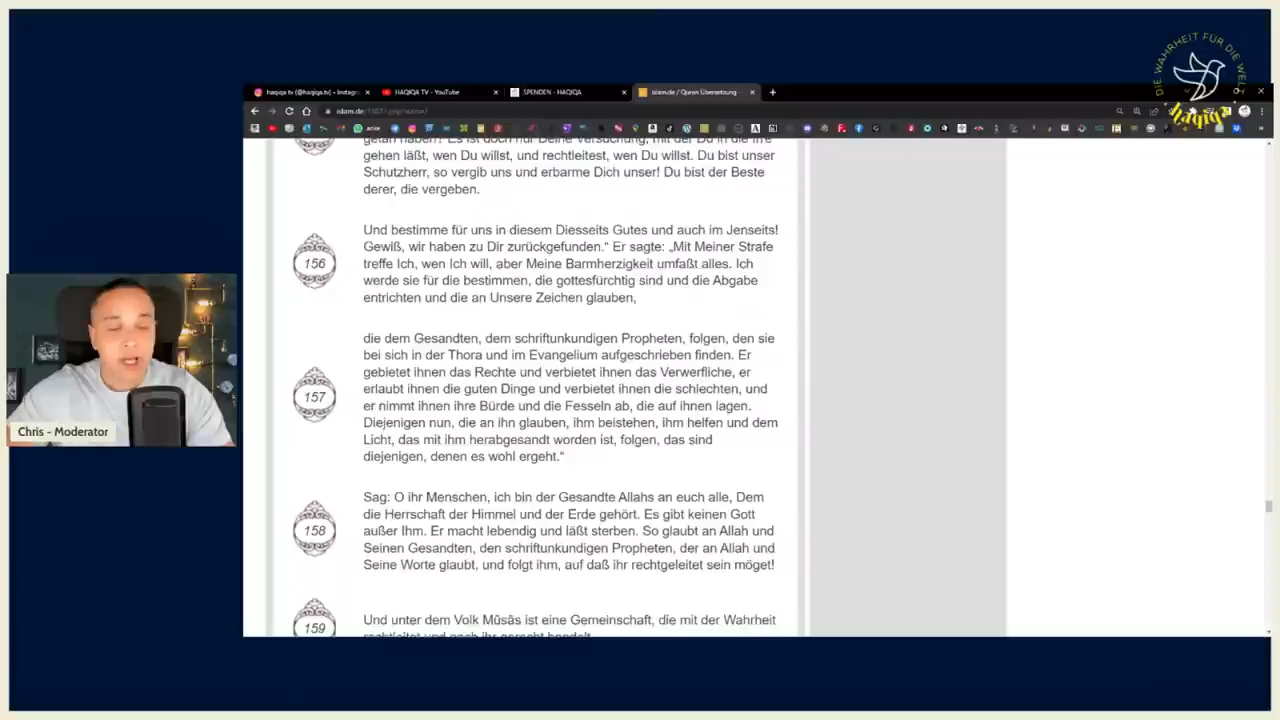 DIE WAHRHEIT FÜR DIE WELT
haqiqa
haqiqa tv (@haqiqa.tv) - Instagr
HAQIQA TV - YouTube
SPENDEN - HAQIQA
islam.de / Quran Übersetzung
anke
gehen läßt, wen Du willst, und rechtleitest, wen Du willst. Du bist unser
Schutzherr, so vergib uns und erbarme Dich unser! Du bist der Beste
derer, die vergeben.
Und bestimme für uns in diesem Diesseits Gutes und auch im Jenseits!
156
Gewiß, wir haben zu Dir zurückgefunden.“ Er sagte: „Mit Meiner Strafe
treffe Ich, wen Ich will, aber Meine Barmherzigkeit umfaßt alles. Ich
werde sie für die bestimmen, die gottesfürchtig sind und die Abgabe
entrichten und die an Unsere Zeichen glauben,
157
die dem Gesandten, dem schriftunkundigen Propheten, folgen, den sie
bei sich in der Thora und im Evangelium aufgeschrieben finden. Er
gebietet ihnen das Rechte und verbietet ihnen das Verwerfliche, er
erlaubt ihnen die guten Dinge und verbietet ihnen die schlechten, und
er nimmt ihnen ihre Bürde und die Fesseln ab, die auf ihnen lagen.
Diejenigen nun, die an ihn glauben, ihm beistehen, ihm helfen und dem
Licht, das mit ihm herabgesandt worden ist, folgen, das sind
diejenigen, denen es wohl ergeht.“
Chris - Moderator
158
Sag: O ihr Menschen, ich bin der Gesandte Allahs an euch alle, Dem
die Herrschaft der Himmel und der Erde gehört. Es gibt keinen Gott
außer Ihm. Er macht lebendig und läßt sterben. So glaubt an Allah und
Seinen Gesandten, den schriftunkundigen Propheten, der an Allah und
Seine Worte glaubt, und folgt ihm, auf daß ihr rechtgeleitet sein möget!
159
Und unter dem Volk Mūsās ist eine Gemeinschaft, die mit der Wahrheit